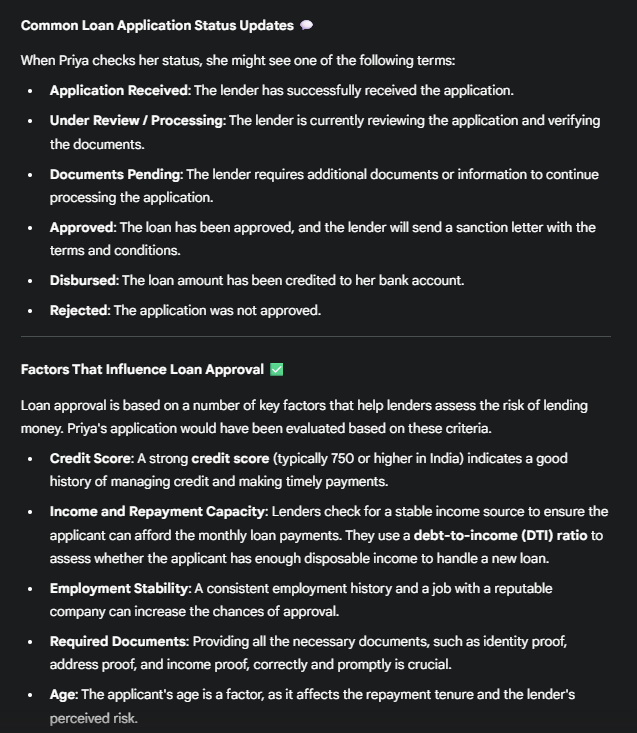 Common Loan Application Status Updates 💬
When Priya checks her status, she might see one of the following terms:
• Application Received: The lender has successfully received the application.
• Under Review / Processing: The lender is currently reviewing the application and verifying
the documents.
• Documents Pending: The lender requires additional documents or information to continue
processing the application.
• Approved: The loan has been approved, and the lender will send a sanction letter with the
terms and conditions.
• Disbursed: The loan amount has been credited to her bank account.
• Rejected: The application was not approved.
Factors That Influence Loan Approval ✅
Loan approval is based on a number of key factors that help lenders assess the risk of lending
money. Priya's application would have been evaluated based on these criteria.
• Credit Score: A strong credit score (typically 750 or higher in India) indicates a good
history of managing credit and making timely payments.
• Income and Repayment Capacity: Lenders check for a stable income source to ensure the
applicant can afford the monthly loan payments. They use a debt-to-income (DTI) ratio to
assess whether the applicant has enough disposable income to handle a new loan.
• Employment Stability: A consistent employment history and a job with a reputable
company can increase the chances of approval.
• Required Documents: Providing all the necessary documents, such as identity proof,
address proof, and income proof, correctly and promptly is crucial.
• Age: The applicant's age is a factor, as it affects the repayment tenure and the lender's
perceived risk.